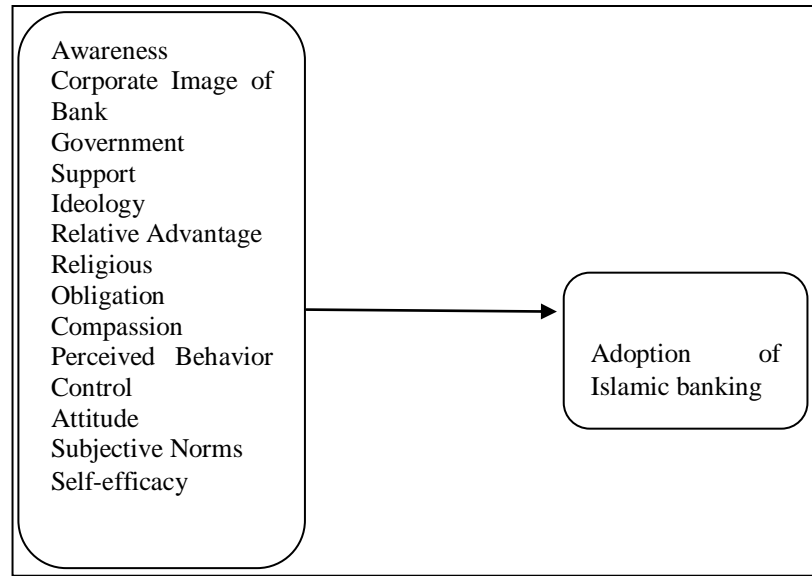 Awareness
Corporate Image of
Bank
Government
Support
Ideology
Relative Advantage
Religious
Obligation
Compassion
Perceived Behavior
Control
Attitude
Subjective Norms
Self-efficacy
Adoption of
Islamic banking